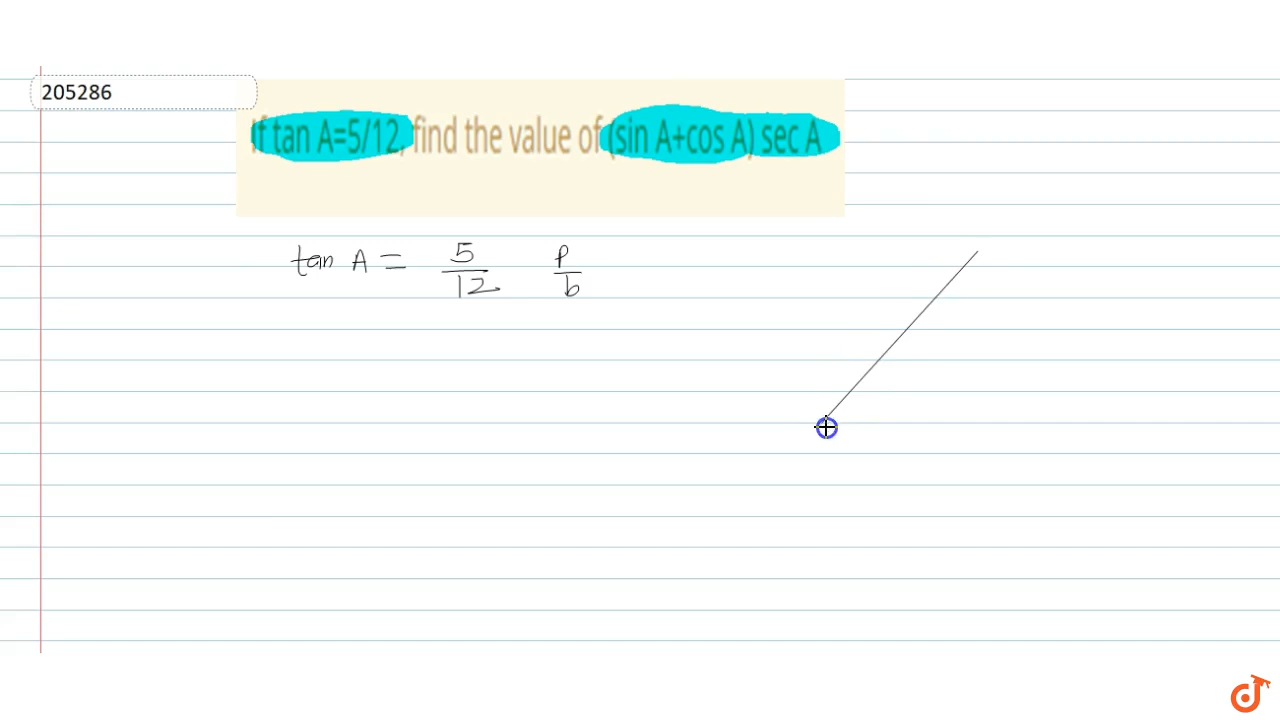 205286
If tan A=5/12, find the value of (sin A+cos A) sec A
tan A = 5/12 P/b